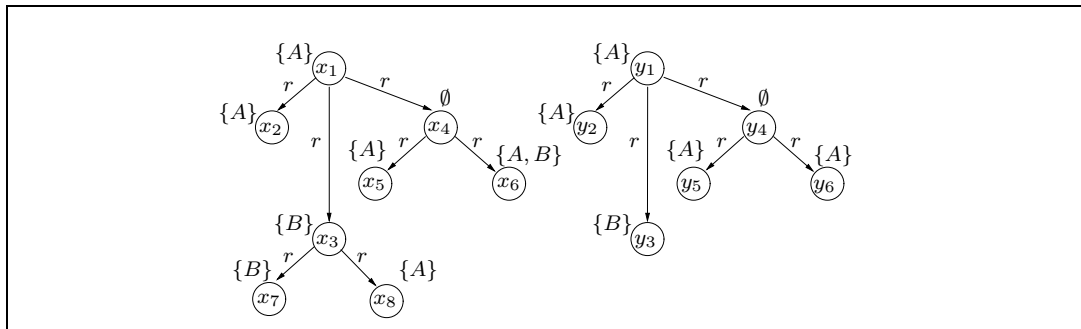 {A} x₁ {A} y₁
r r r r
{A} x₂ ∅ x₄ {A} y₂ ∅ y₄
r r r r r r
{A} x₅ {A, B} x₆ {A} y₅ {A} y₆
{B} x₃ {B} y₃
r r
{B} x₇ {A} x₈